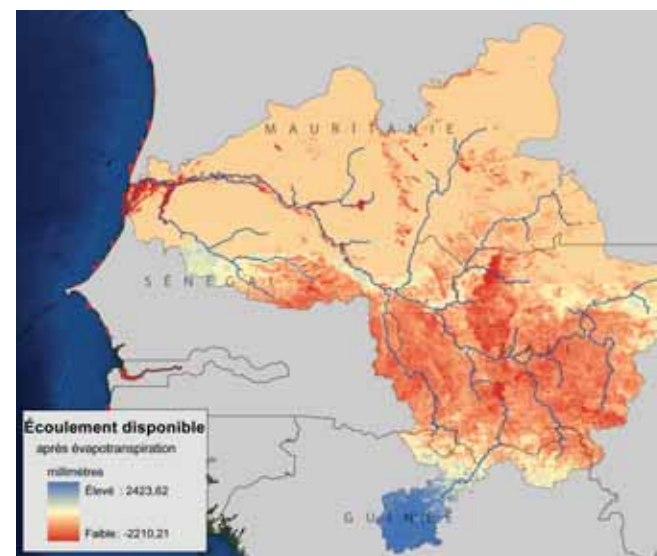 MAURITANIE
SÉNÉGAL
GUINÉE
Écoulement disponible
après évapotranspiration
millimètres
Élevé : 2423,62
Faible: -2210,21